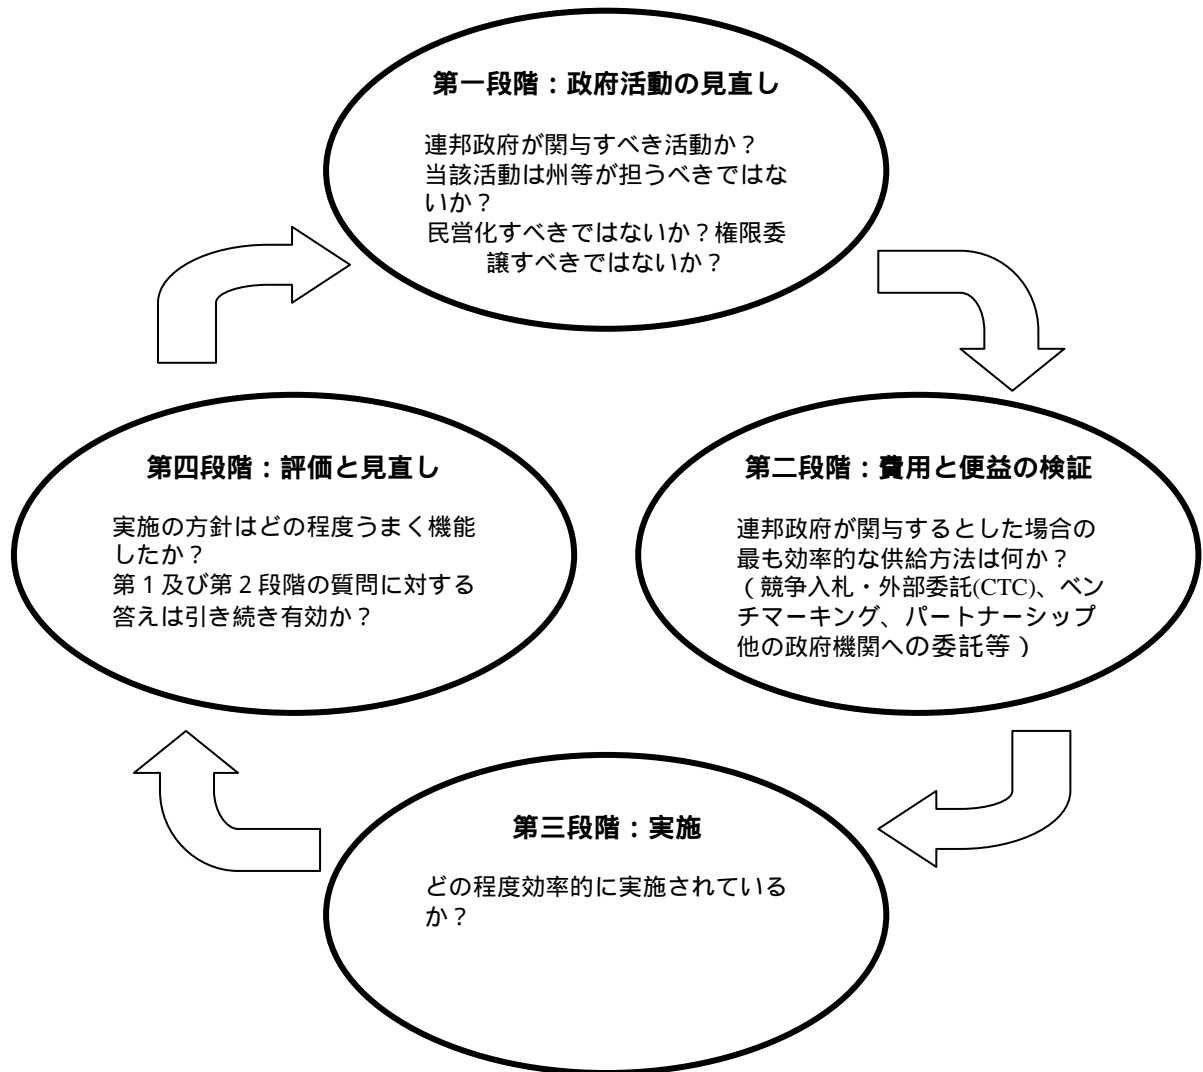 第一段階：政府活動の見直し
連邦政府が関与すべき活動か？
当該活動は州等が担うべきではな
いか？
民営化すべきではないか？権限委
譲すべきではないか？
第二段階：費用と便益の検証
連邦政府が関与するとした場合の
最も効率的な供給方法は何か？
（競争入札・外部委託(CTC)、ベン
チマーキング、パートナーシップ
他の政府機関への委託等）
第三段階：実施
どの程度効率的に実施されている
か？
第四段階：評価と見直し
実施の方針はどの程度うまく機能
したか？
第１及び第２段階の質問に対する
答えは引き続き有効か？